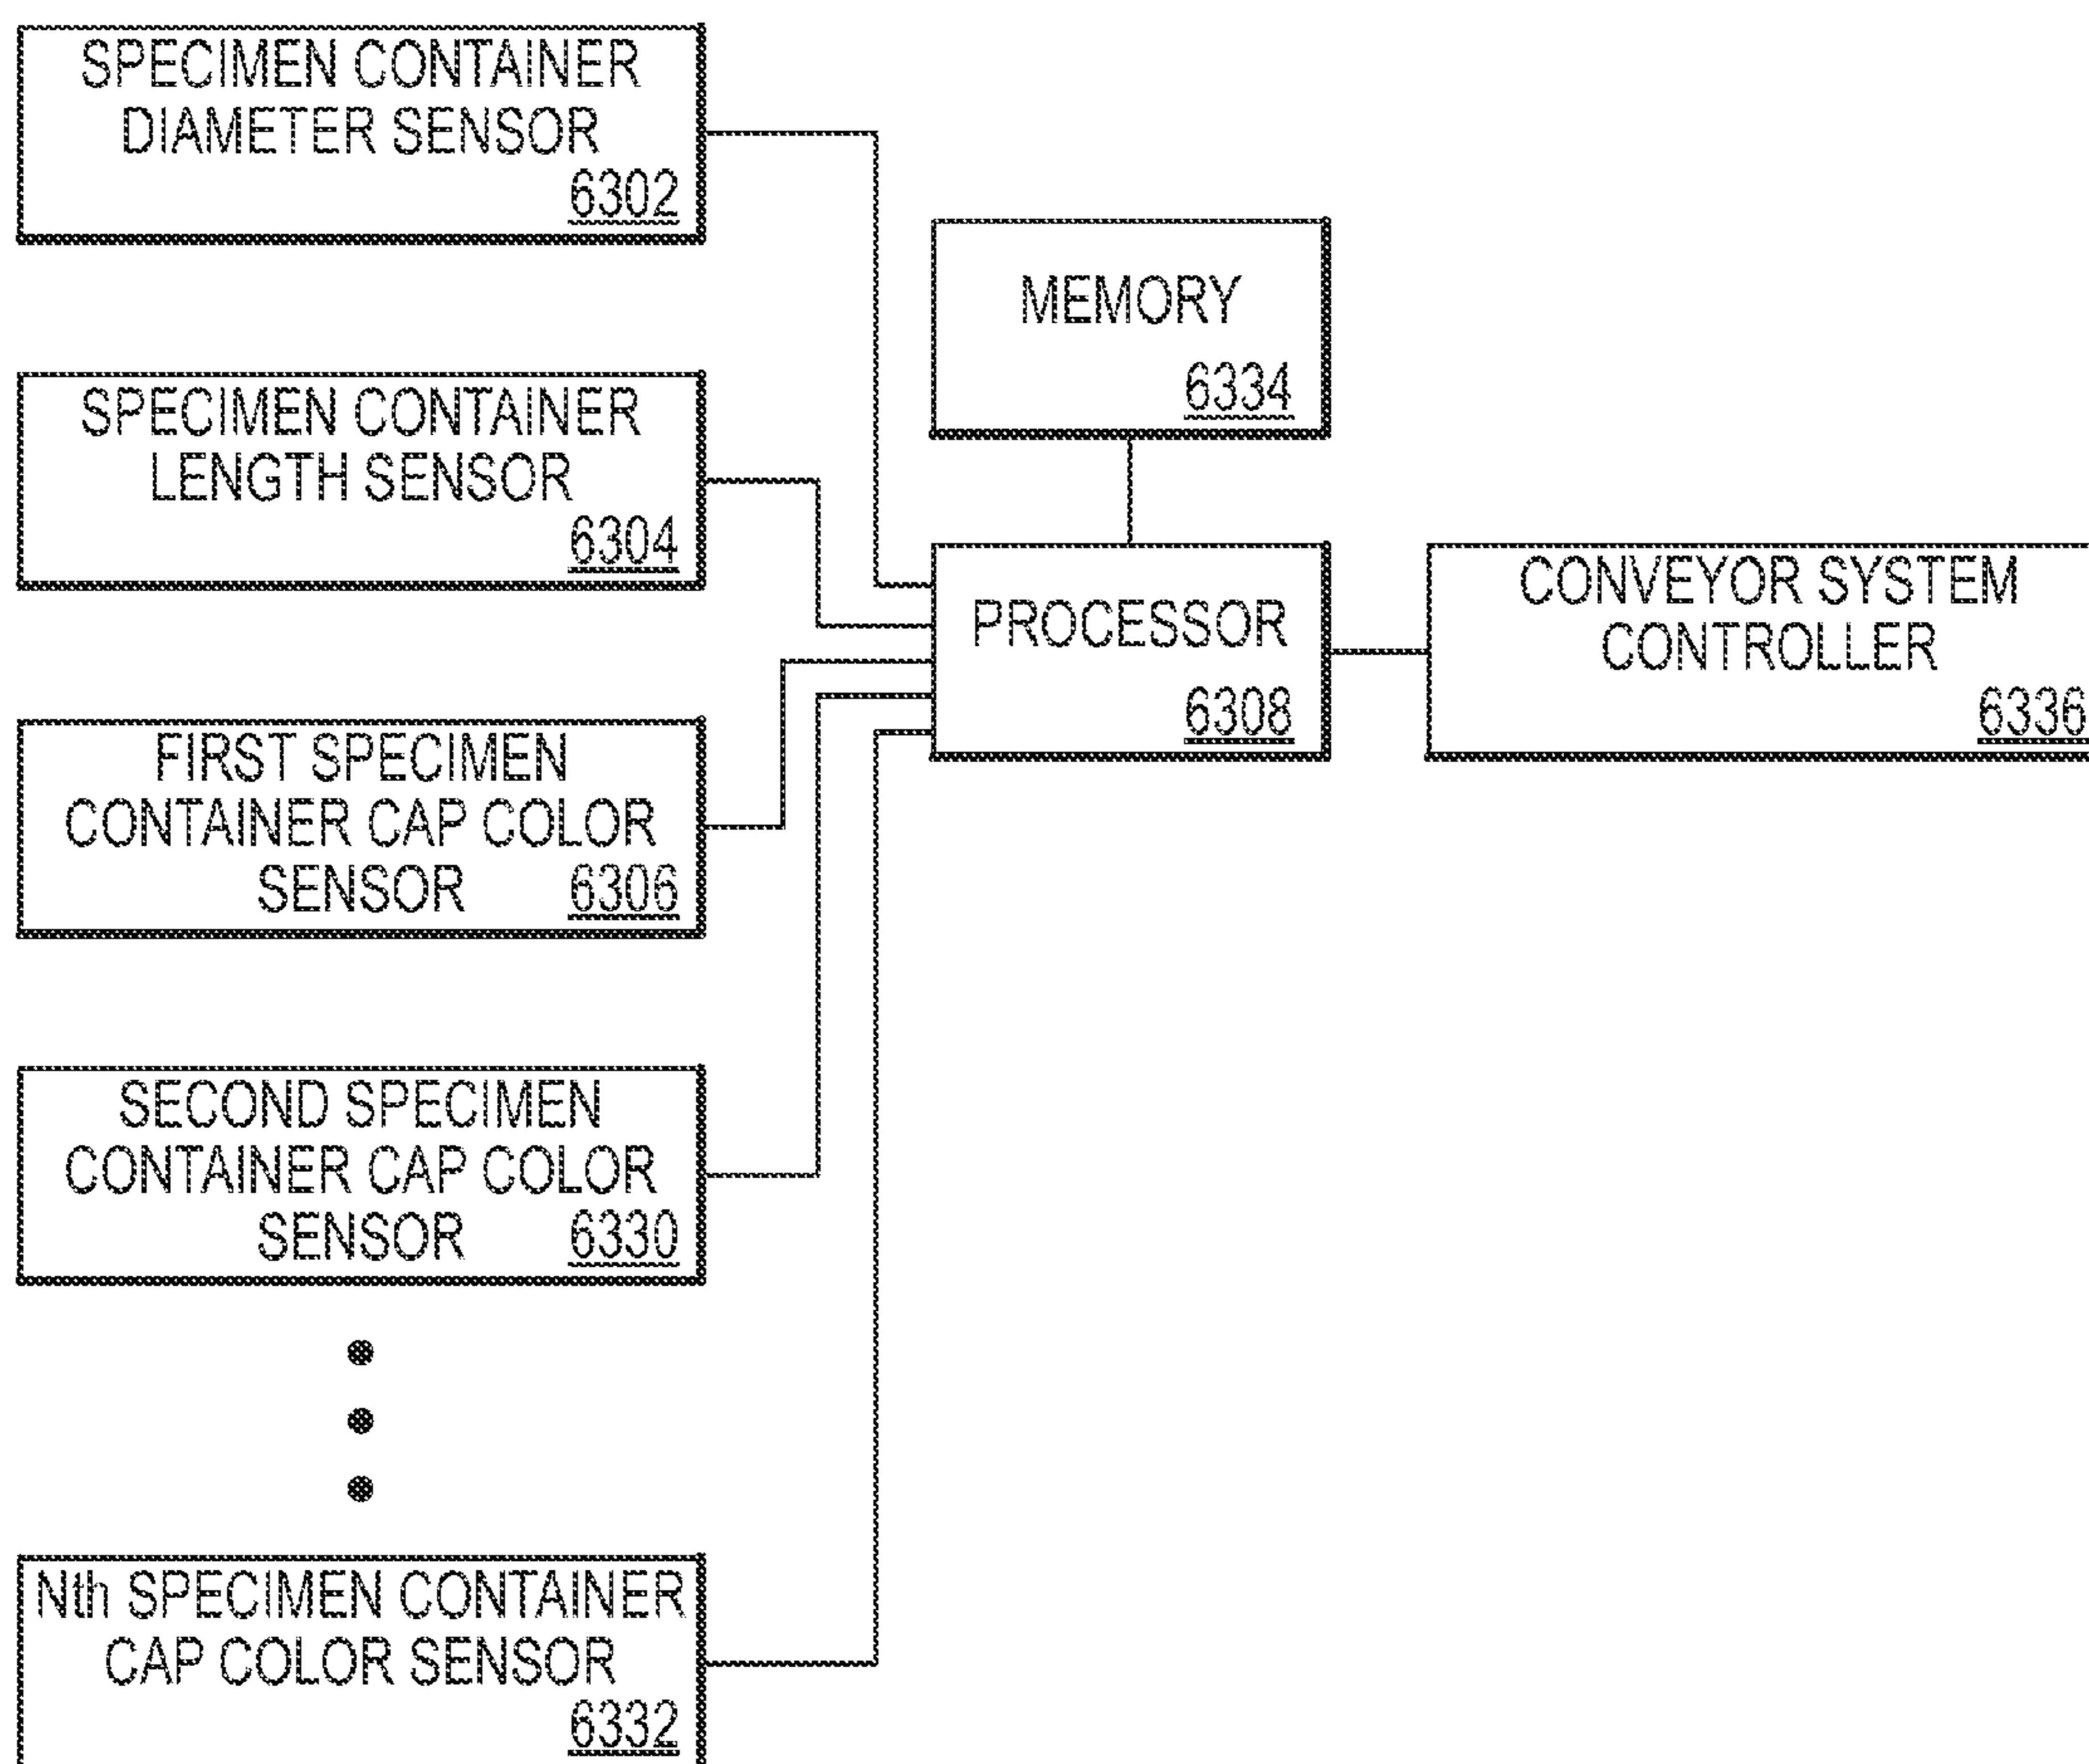 SPECIMEN CONTAINER
DIAMETER SENSOR
6302
SPECIMEN CONTAINER
LENGTH SENSOR
6304
FIRST SPECIMEN
CONTAINER CAP COLOR
SENSOR 6306
SECOND SPECIMEN
CONTAINER CAP COLOR
SENSOR 6330
Nth SPECIMEN CONTAINER
CAP COLOR SENSOR
6332
MEMORY
6334
PROCESSOR
6308
CONVEYOR SYSTEM
CONTROLLER
6336